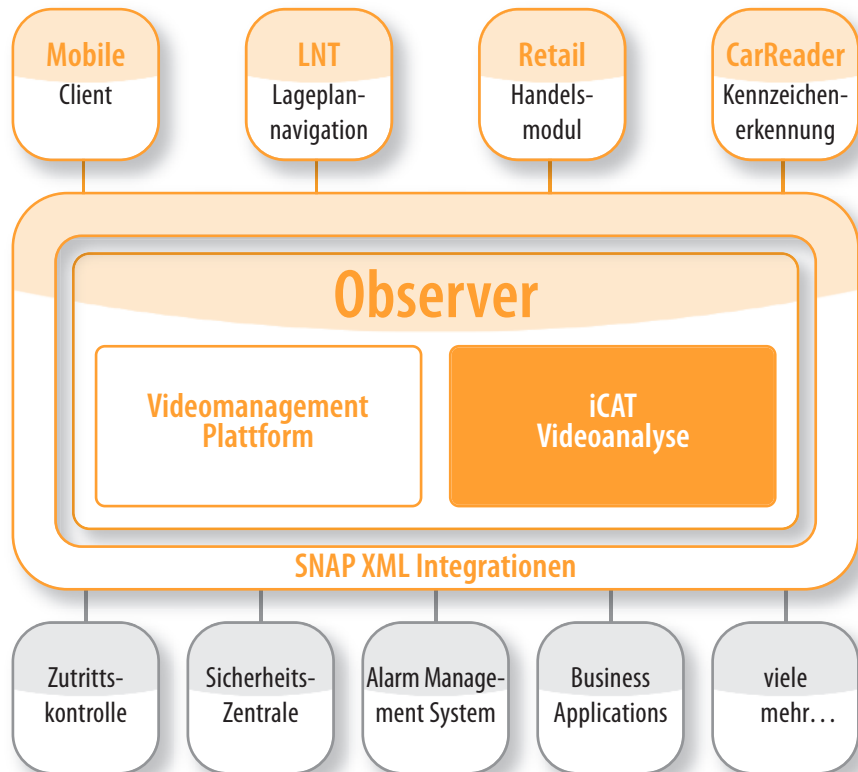 Mobile
Client
LNT
Lageplan-
navigation
Retail
Handels-
modul
CarReader
Kennzeichen-
erkennung
Observer
Videomanagement
Plattform
iCAT
Videoanalyse
SNAP XML Integrationen
Zutritts-
kontrolle
Sicherheits-
Zentrale
Alarm Manage-
ment System
Business
Applications
viele
mehr...